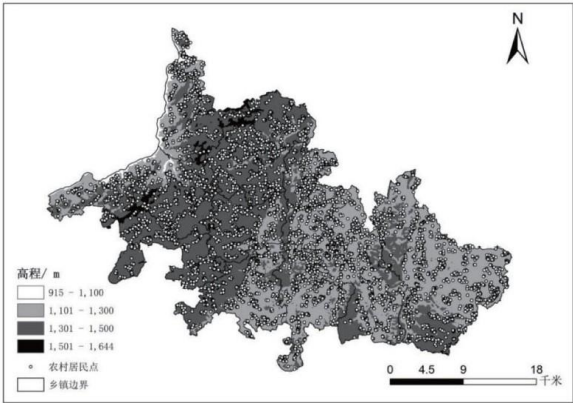 N
高程/ m
915 - 1,100
1,101 - 1,300
1,301 - 1,500
1,501 - 1,644
农村居民点
乡镇边界
0 4.5 9 18
千米